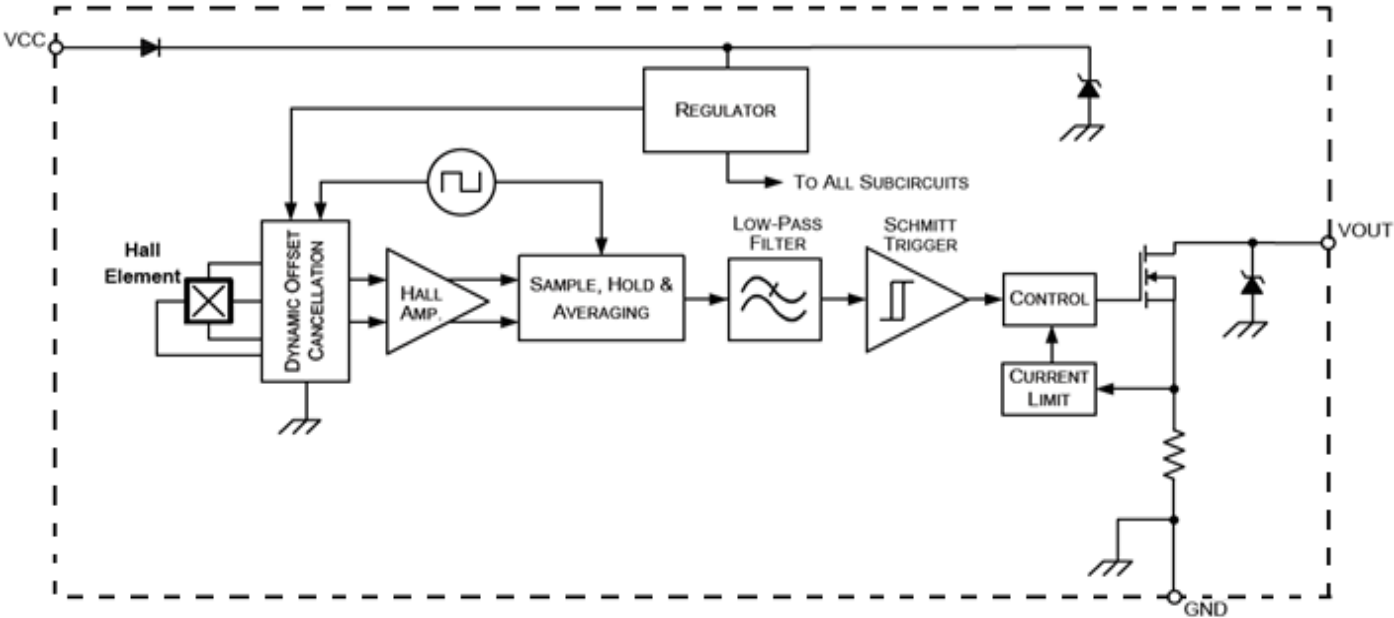 VCC
REGULATOR
TO ALL SUBCIRCUITS
LOW-PASS
FILTER
SCHMITT
TRIGGER
VOUT
Hall
Element
DYNAMIC OFFSET
CANCELLATION
HALL
AMP.
SAMPLE, HOLD &
AVERAGING
CONTROL
CURRENT
LIMIT
GND